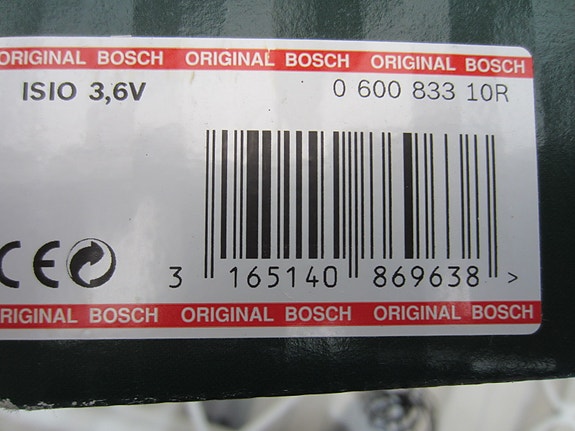 ORIGINAL BOSCH ORIGINAL BOSCH ORIGINAL BOSCH
ISIO 3,6V 0 600 833 10R
CE
3 165140 869638 >
ORIGINAL BOSCH ORIGINAL BOSCH ORIGINAL BOSCH